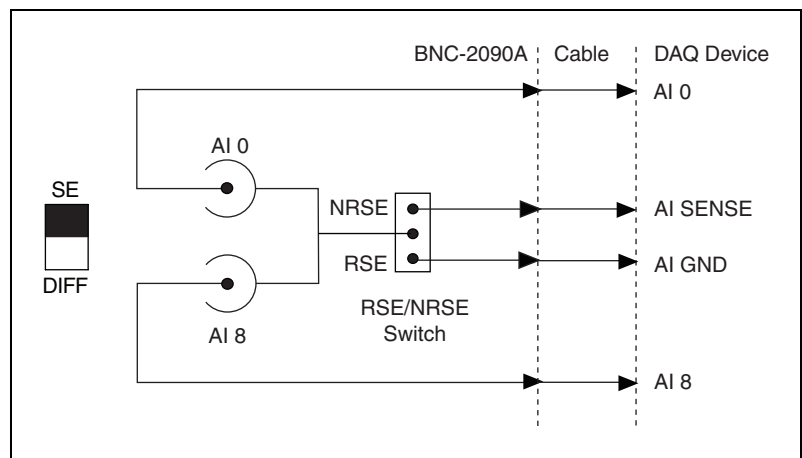 BNC-2090A Cable DAQ Device
AI 0
AI 0
SE
NRSE
AI SENSE
RSE
AI GND
DIFF
RSE/NRSE
Switch
AI 8
AI 8